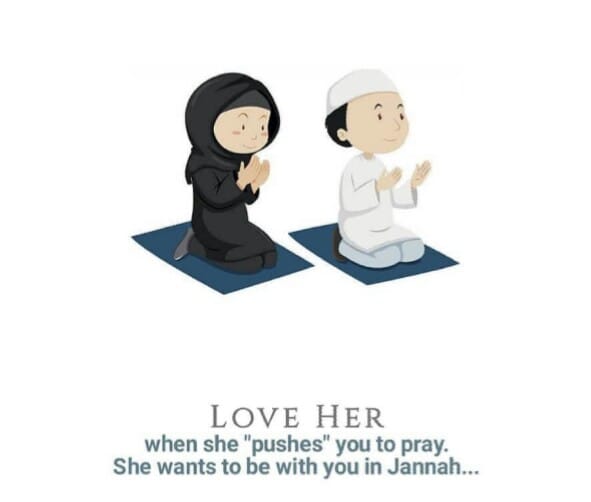 LOVE HER
when she "pushes" you to pray.
She wants to be with you in Jannah...